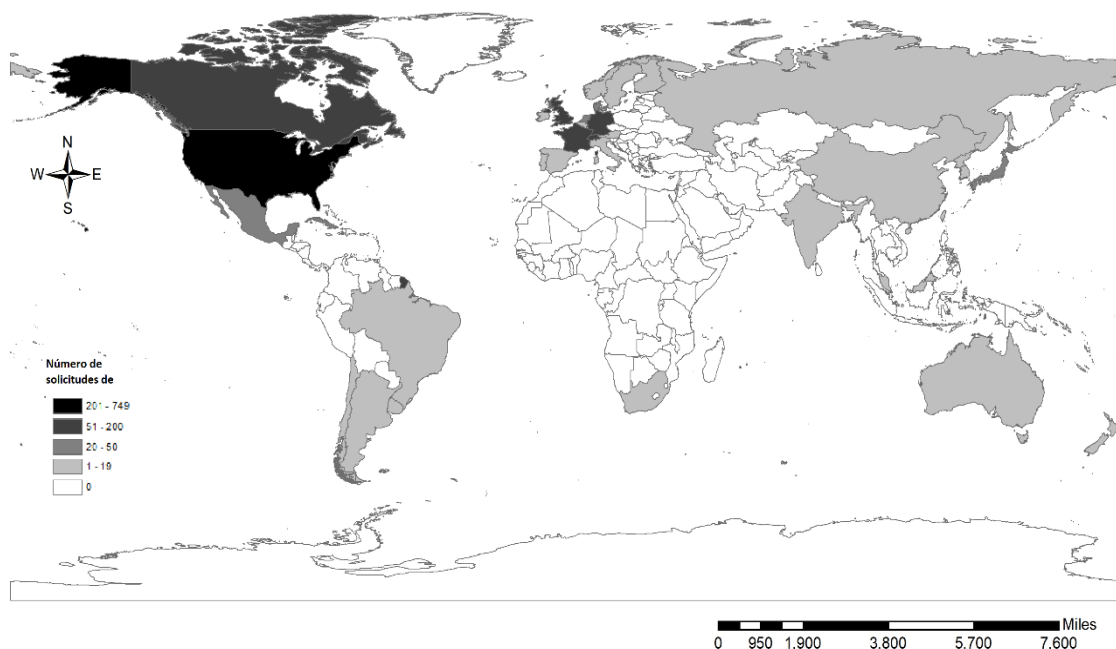 N
W E
S
Número de
solicitudes de
201 - 749
51 - 200
20 - 50
1 - 19
0
Miles
0 950 1.900 3.800 5.700 7.600